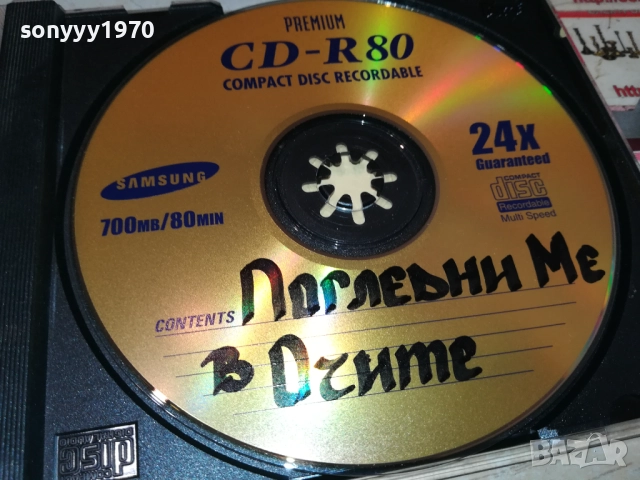 sonyyy1970
PREMIUM
CD-R80
COMPACT DISC RECORDABLE
SAMSUNG
700MB/80MIN
24x
Guaranteed
COMPACT
disc
Recordable
Multi Speed
CONTENTS
Погледни Ме
в Очите
BAZAR